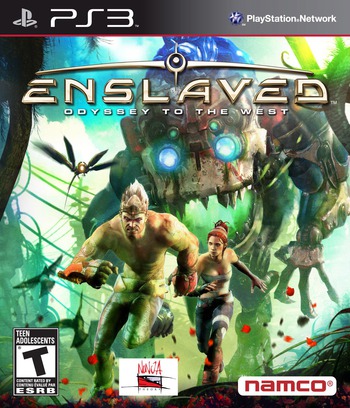 PS3
PlayStation®Network
ENSLAVED
ODYSSEY TO THE WEST
TEEN
ADOLESCENTS
T
CONTENT RATED BY
CONTENU ÉVALUÉ PAR
ESRB
NINJA
THEORY
namco®